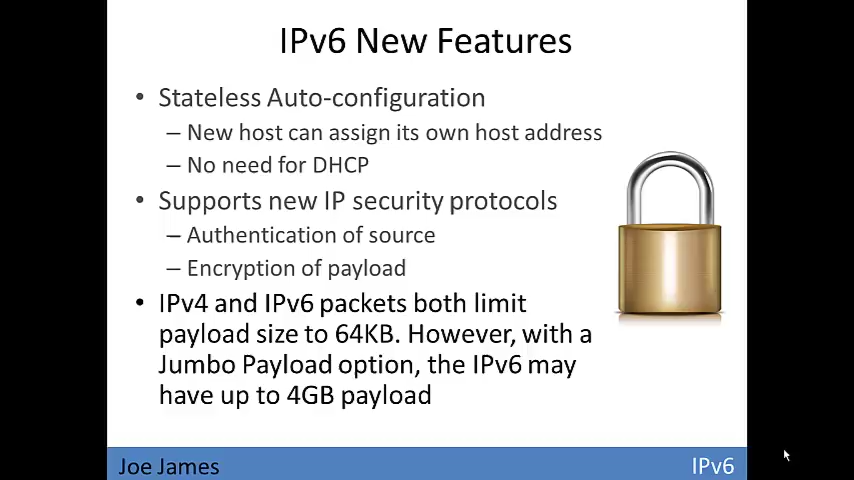 IPv6 New Features
• Stateless Auto-configuration
– New host can assign its own host address
– No need for DHCP
• Supports new IP security protocols
– Authentication of source
– Encryption of payload
• IPv4 and IPv6 packets both limit
payload size to 64KB. However, with a
Jumbo Payload option, the IPv6 may
have up to 4GB payload
Joe James
IPv6